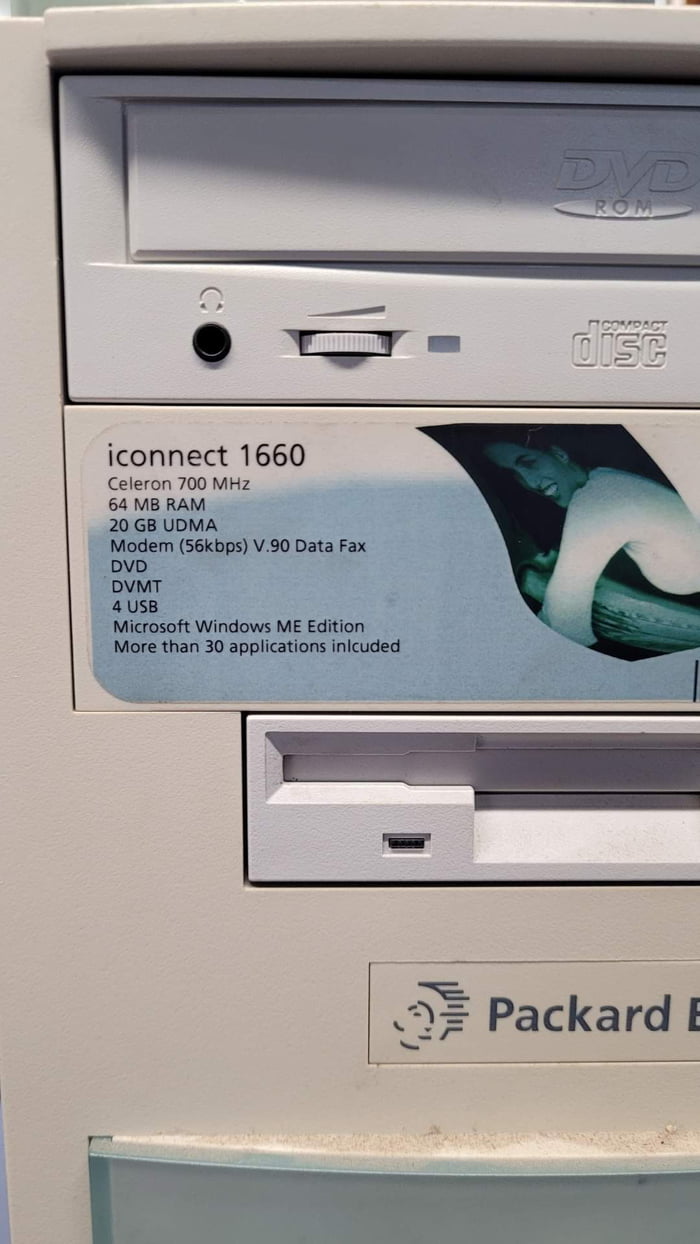 DVD
ROM
COMPACT
disc
iconnect 1660
Celeron 700 MHz
64 MB RAM
20 GB UDMA
Modem (56kbps) V.90 Data Fax
DVD
DVMT
4 USB
Microsoft Windows ME Edition
More than 30 applications inlcuded
Packard